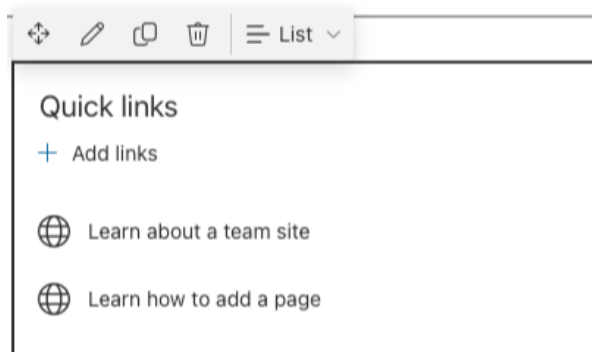 List
Quick links
Add links
Learn about a team site
Learn how to add a page